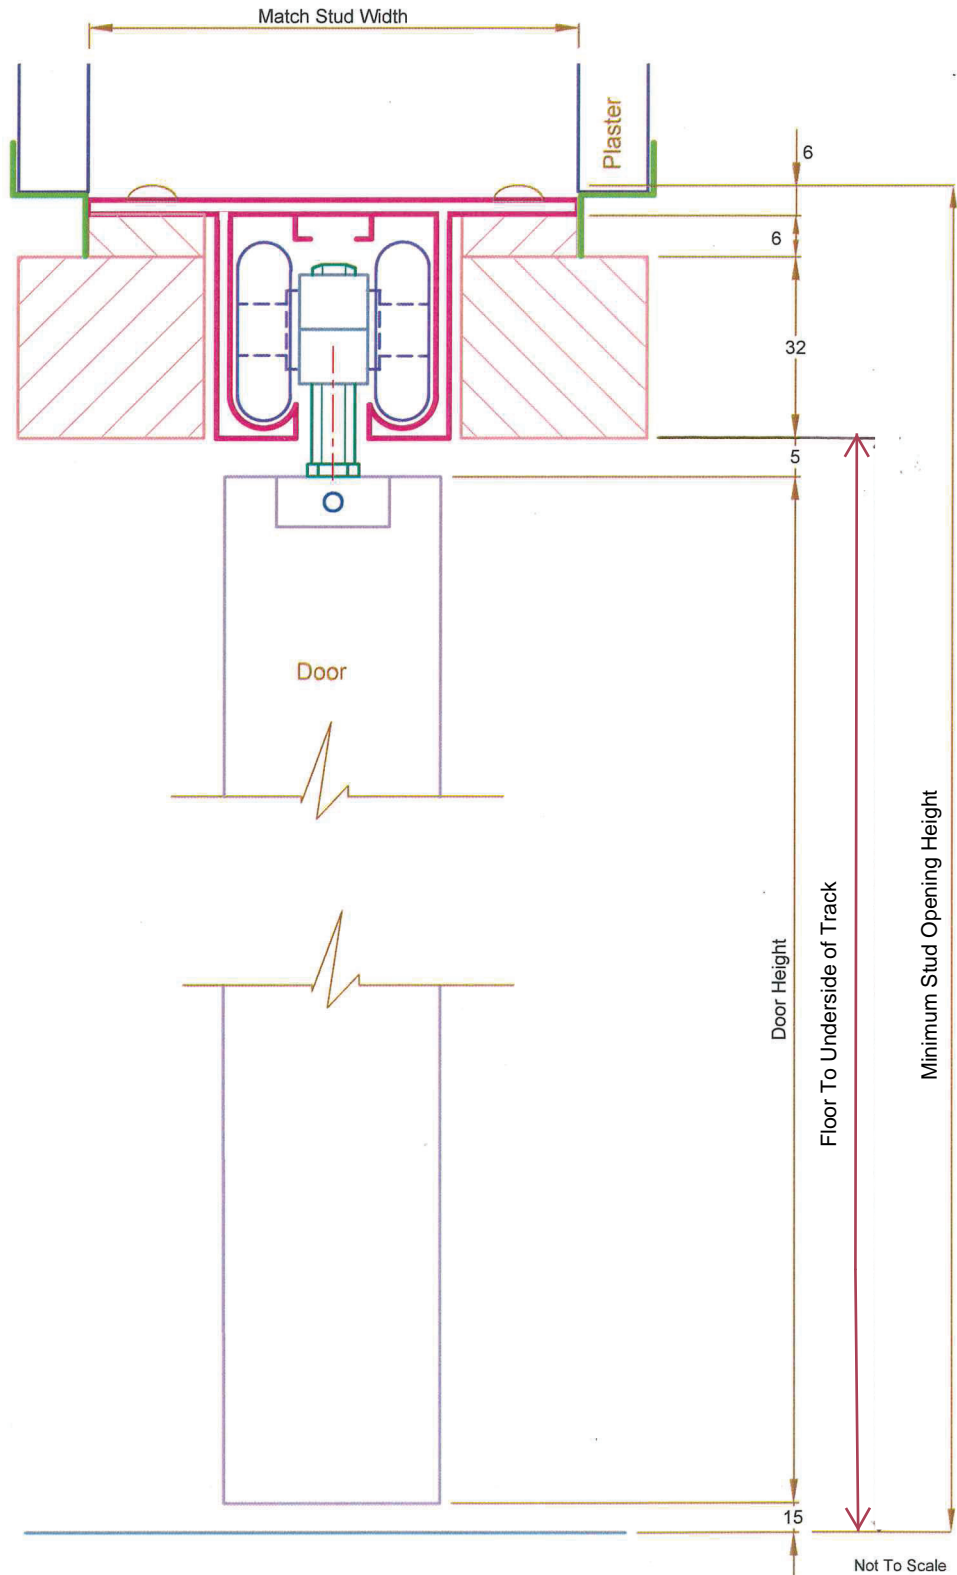 Match Stud Width
Plaster
6
6
32
5
Door
Door Height
Floor To Underside of Track
Minimum Stud Opening Height
15
Not To Scale